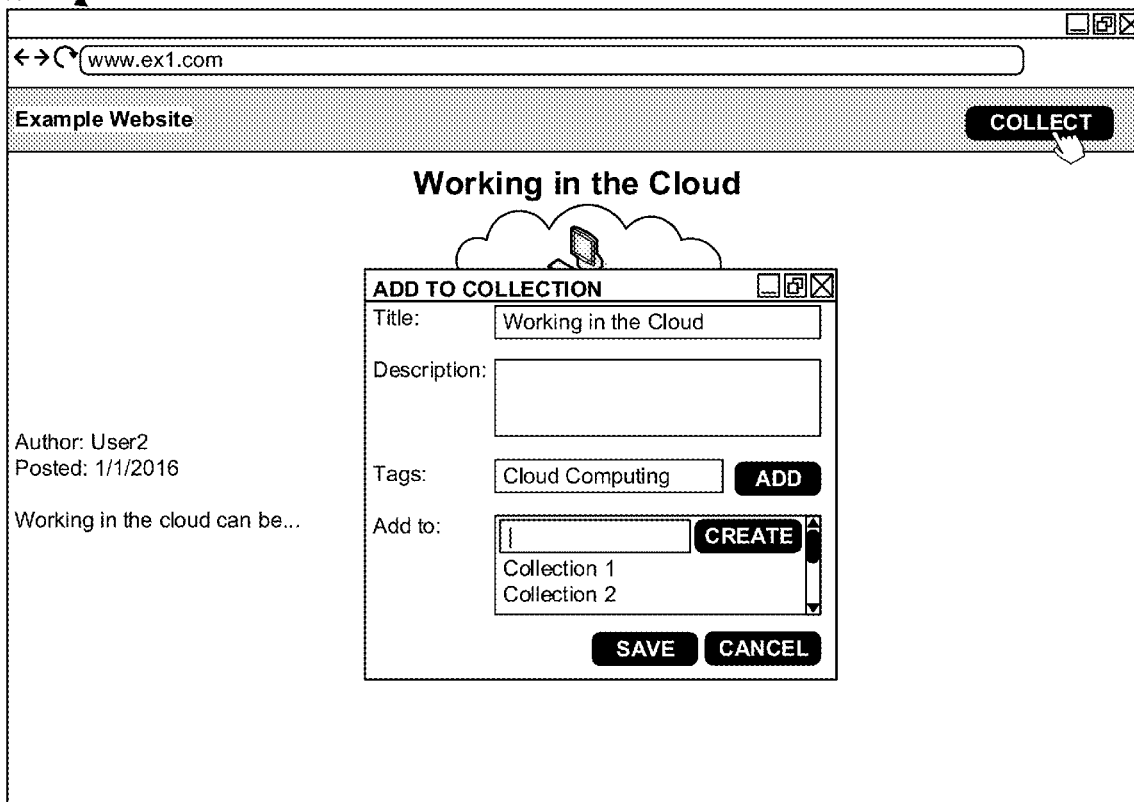 www.ex1.com
Example Website
COLLECT
Working in the Cloud
ADD TO COLLECTION
Title: Working in the Cloud
Description:
Author: User2
Posted: 1/1/2016
Tags: Cloud Computing ADD
Working in the cloud can be...
Add to: CREATE
Collection 1
Collection 2
SAVE CANCEL